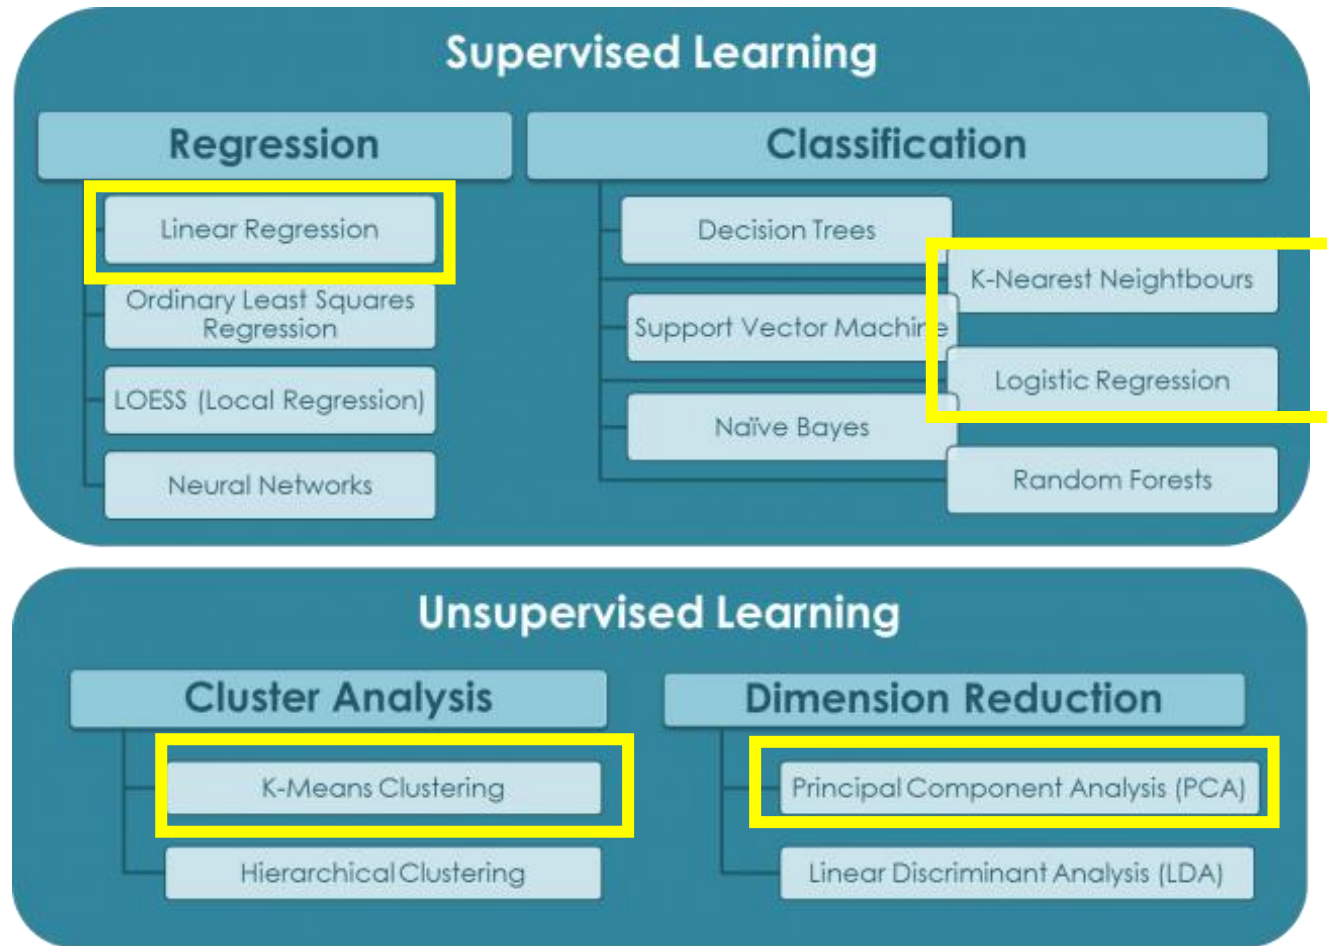 Supervised Learning
Regression
Linear Regression
Ordinary Least Squares
Regression
LOESS (Local Regression)
Neural Networks
Classification
Decision Trees
K-Nearest Neightbours
Support Vector Machine
Logistic Regression
Naïve Bayes
Random Forests
Unsupervised Learning
Cluster Analysis
K-Means Clustering
Hierarchical Clustering
Dimension Reduction
Principal Component Analysis (PCA)
Linear Discriminant Analysis (LDA)